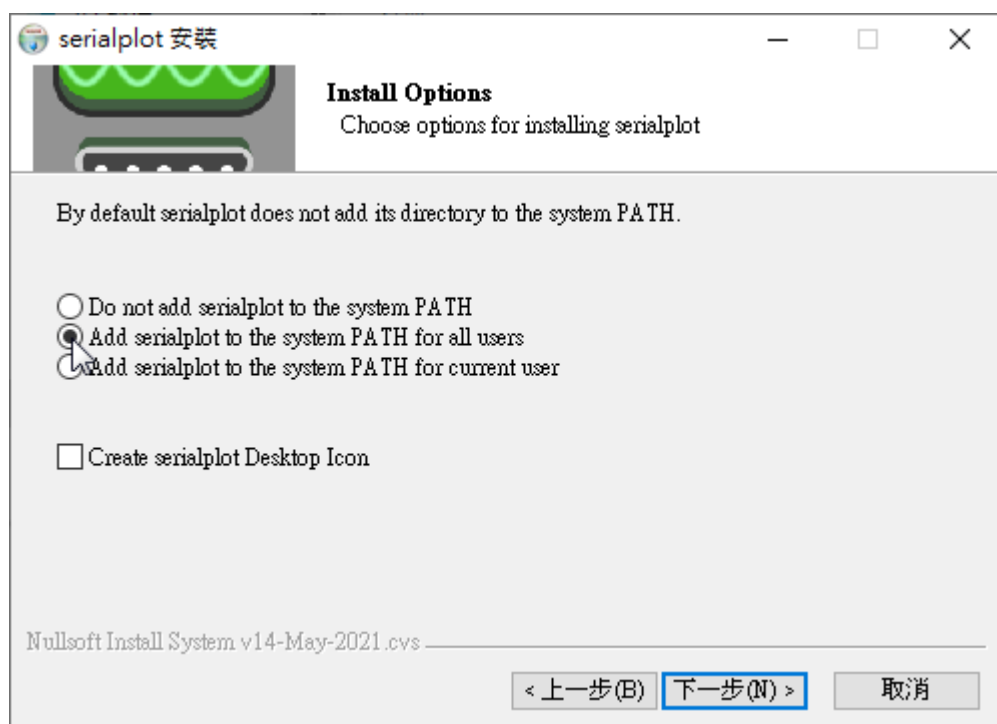 serialplot 安裝
Install Options
Choose options for installing serialplot
By default serialplot does not add its directory to the system PATH.
Do not add serialplot to the system PATH
Add serialplot to the system PATH for all users
Add serialplot to the system PATH for current user
Create serialplot Desktop Icon
Nullsoft Install System v14-May-2021.cvs
< 上一步(B) 下一步(N) > 取消